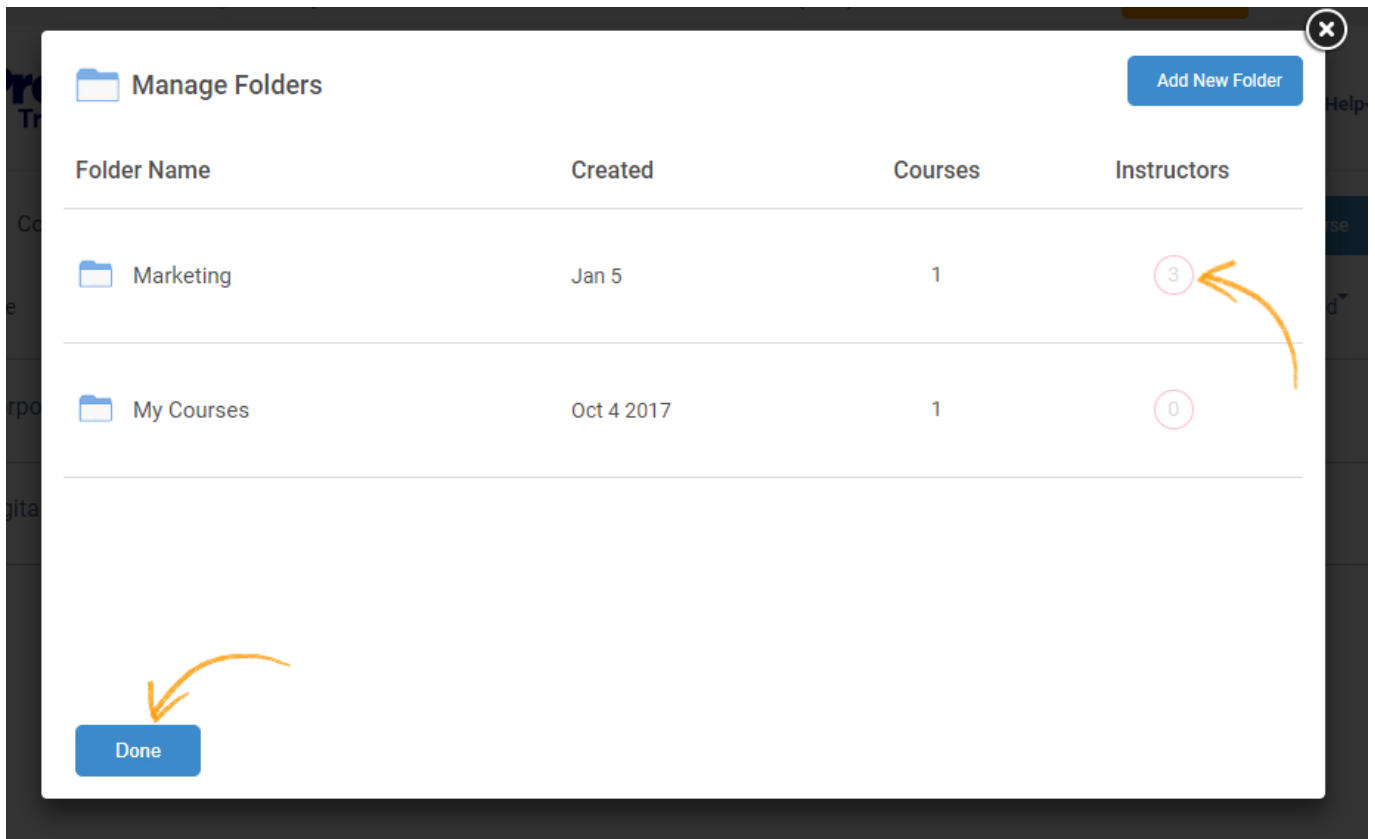 Manage Folders
Add New Folder
Help
Folder Name Created Courses Instructors
Marketing Jan 5 1 3
My Courses Oct 4 2017 1 0
Done